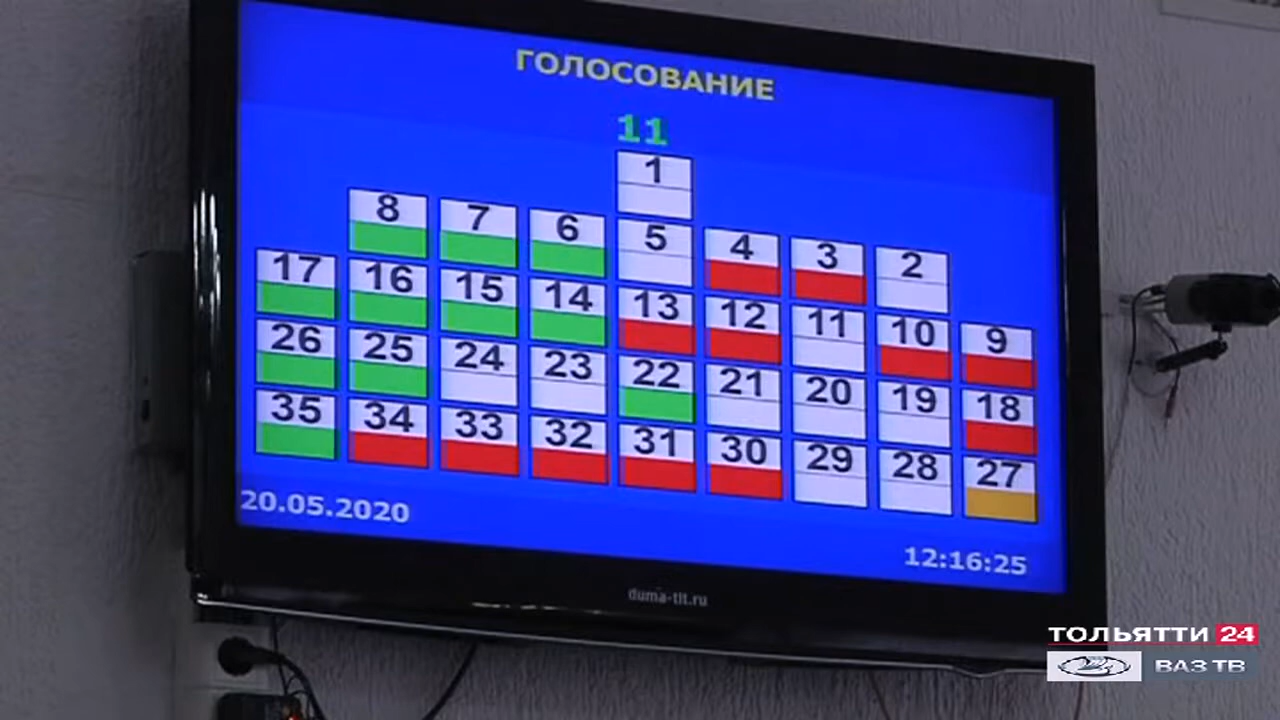 ГОЛОСОВАНИЕ
11
1
8 7 6 5 4 3 2
17 16 15 14 13 12 11 10 9
26 25 24 23 22 21 20 19 18
35 34 33 32 31 30 29 28 27
20.05.2020
12:16:25
duma-tlt.ru
ТОЛЬЯТТИ 24
ВАЗ ТВ